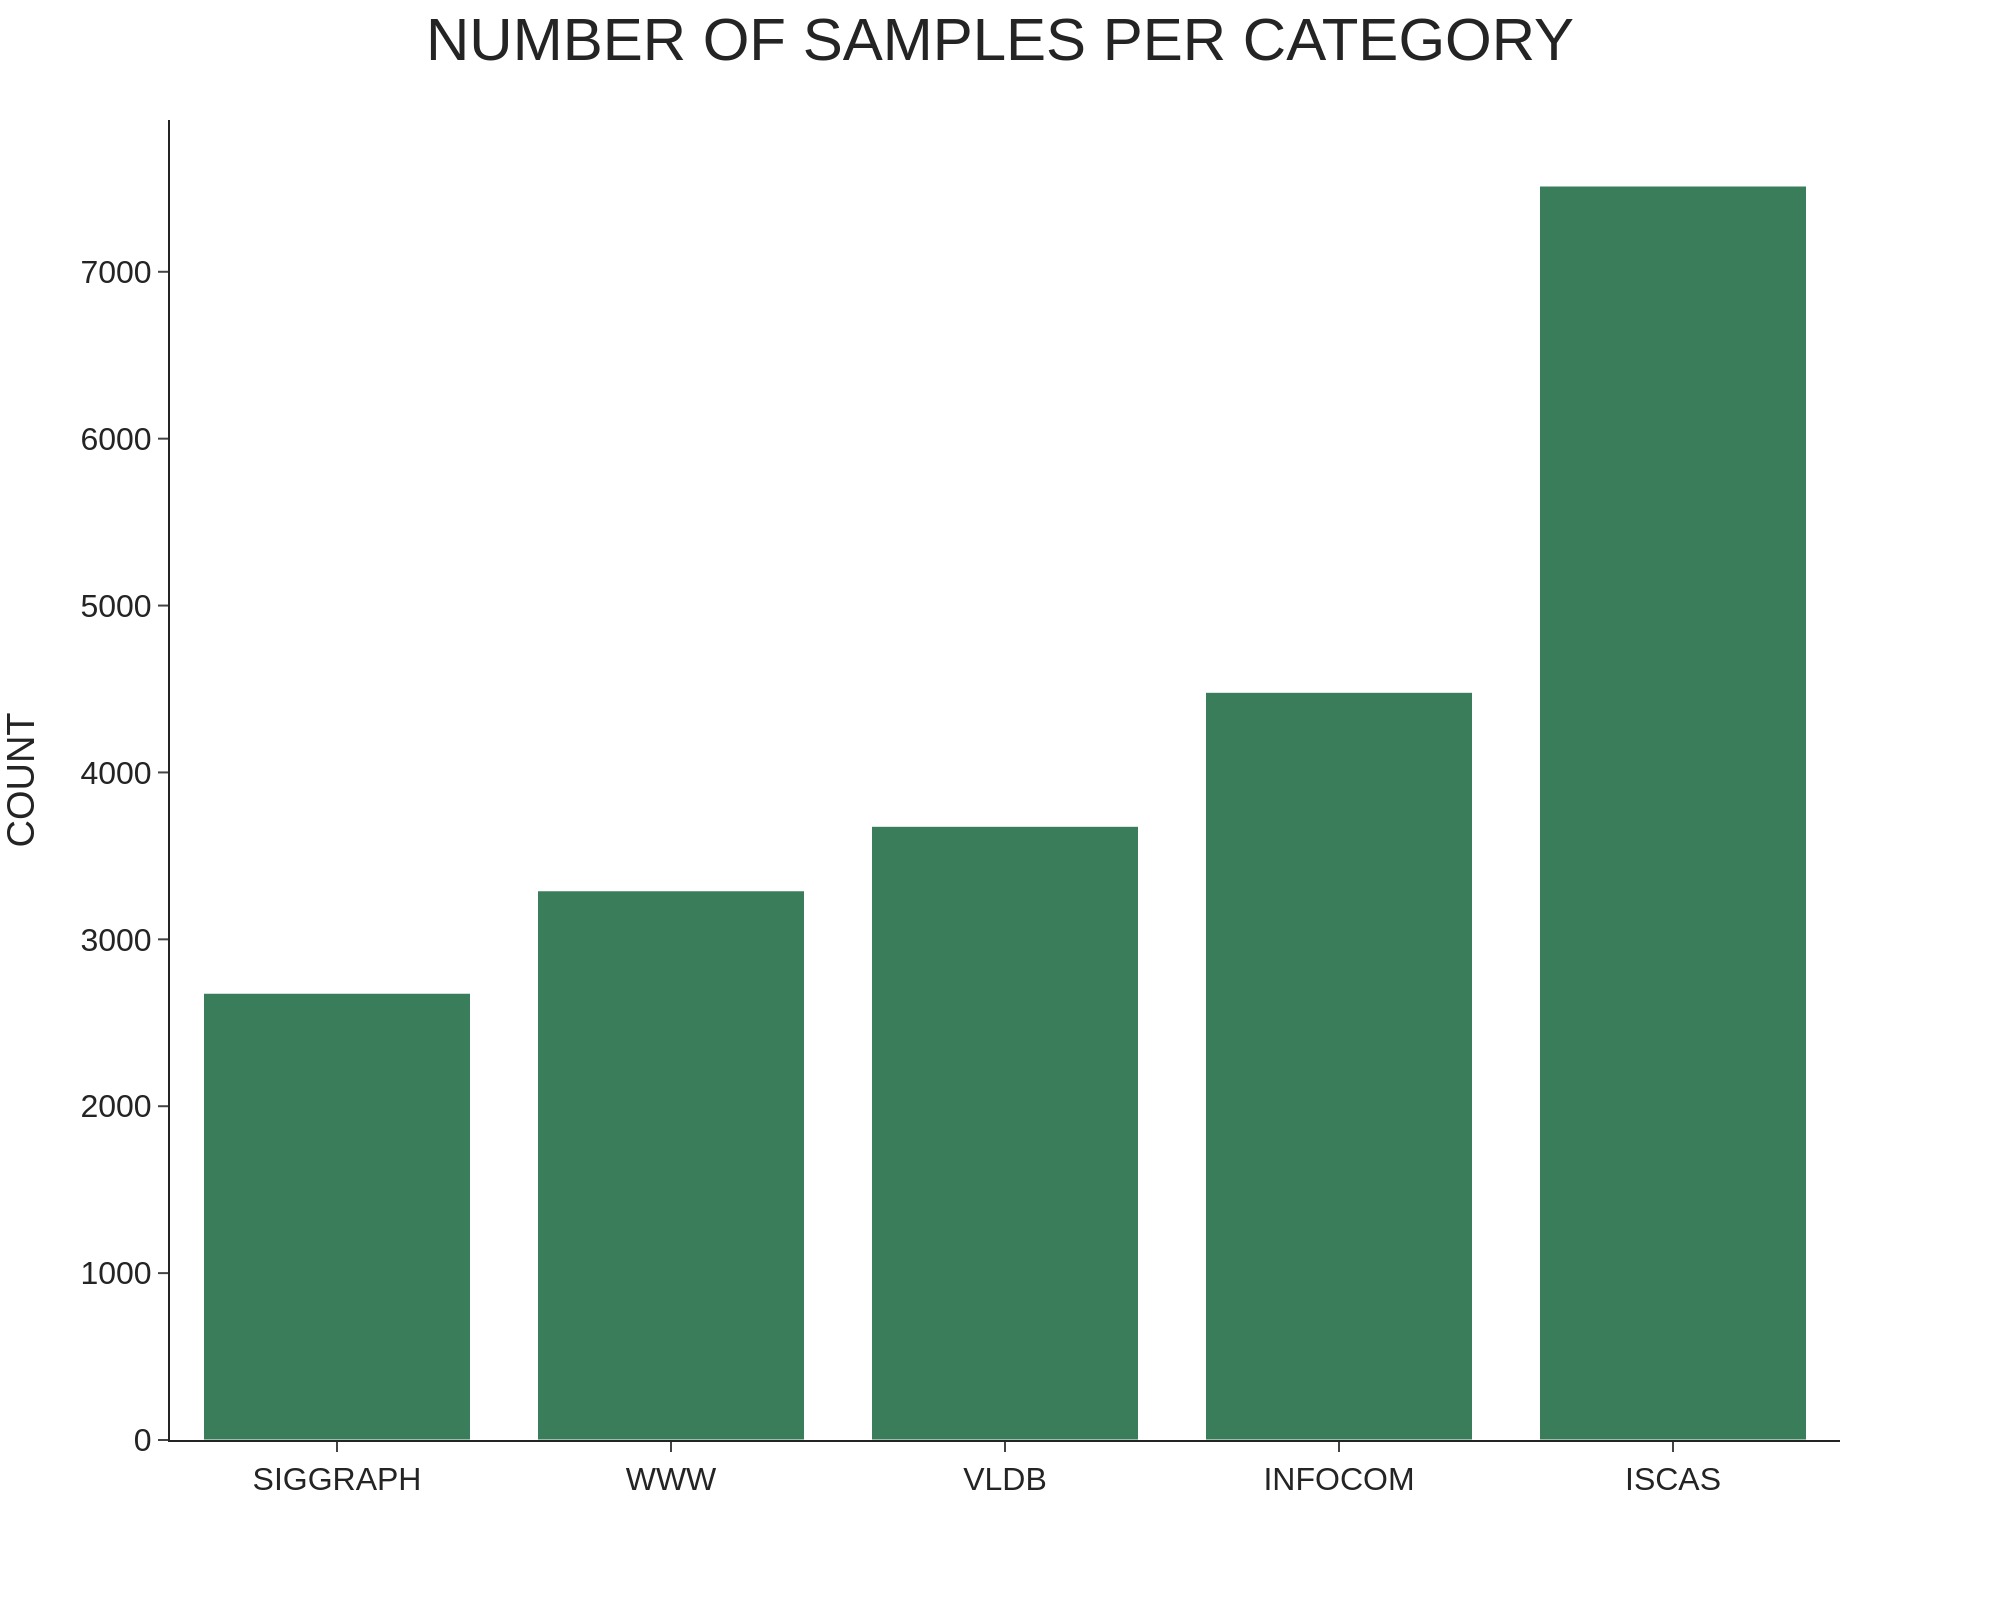 NUMBER OF SAMPLES PER CATEGORY
COUNT
7000
6000
5000
4000
3000
2000
1000
0
SIGGRAPH WWW VLDB INFOCOM ISCAS